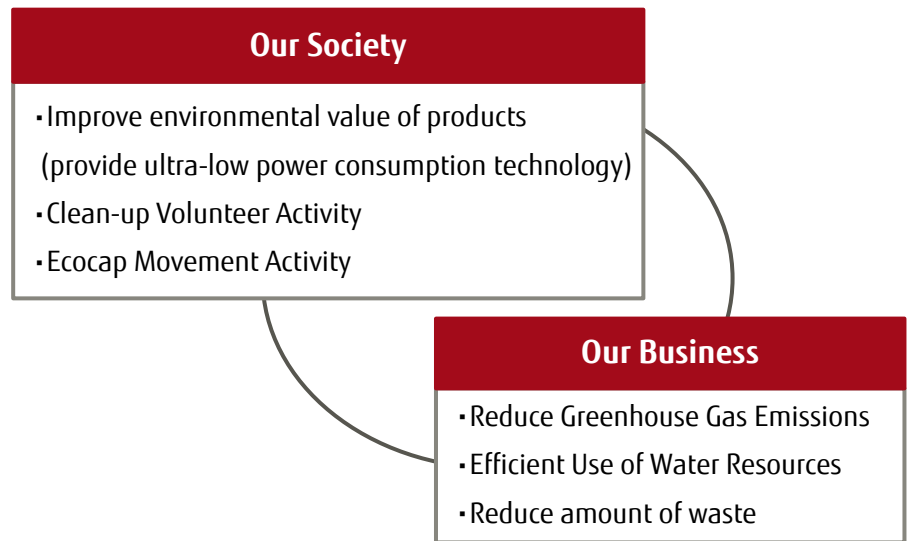 Our Society
▪Improve environmental value of products
(provide ultra-low power consumption technology)
▪Clean-up Volunteer Activity
▪Ecocap Movement Activity
Our Business
▪Reduce Greenhouse Gas Emissions
▪Efficient Use of Water Resources
▪Reduce amount of waste